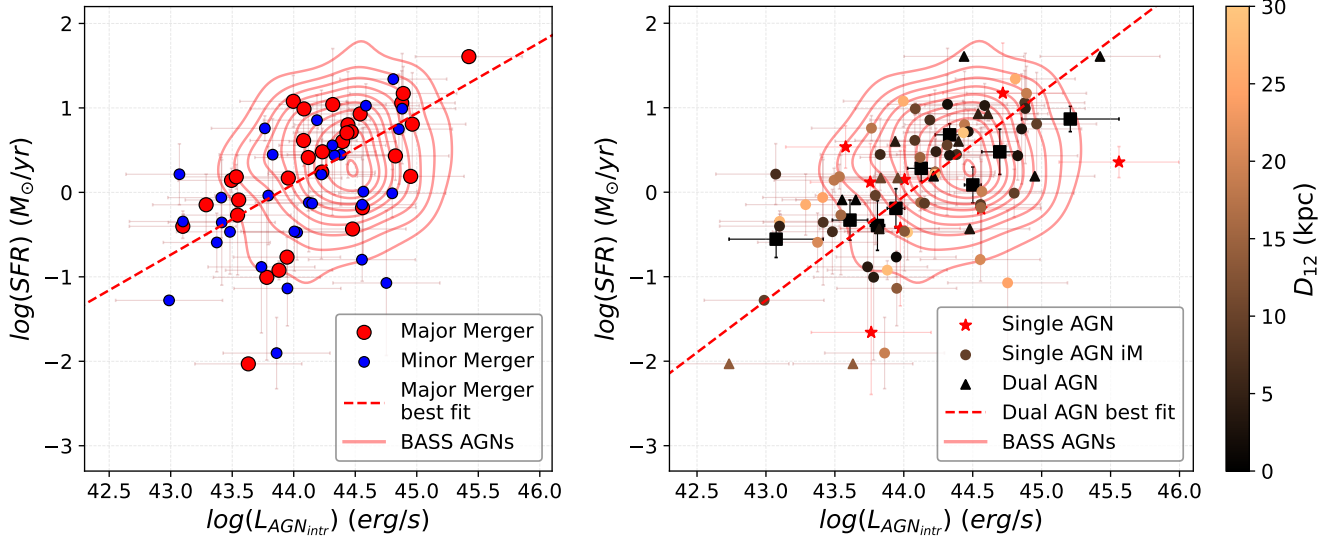 2
1
0
−1
−2
−3
log(SFR) (M⊙/yr)
42.5 43.0 43.5 44.0 44.5 45.0 45.5 46.0
log(L_AGN_intr) (erg/s)
Major Merger
Minor Merger
Major Merger
best fit
BASS AGNs
2
1
0
−1
−2
−3
log(SFR) (M⊙/yr)
42.5 43.0 43.5 44.0 44.5 45.0 45.5 46.0
log(L_AGN_intr) (erg/s)
Single AGN
Single AGN iM
Dual AGN
Dual AGN best fit
BASS AGNs
30
25
20
15
10
5
0
D₁₂ (kpc)